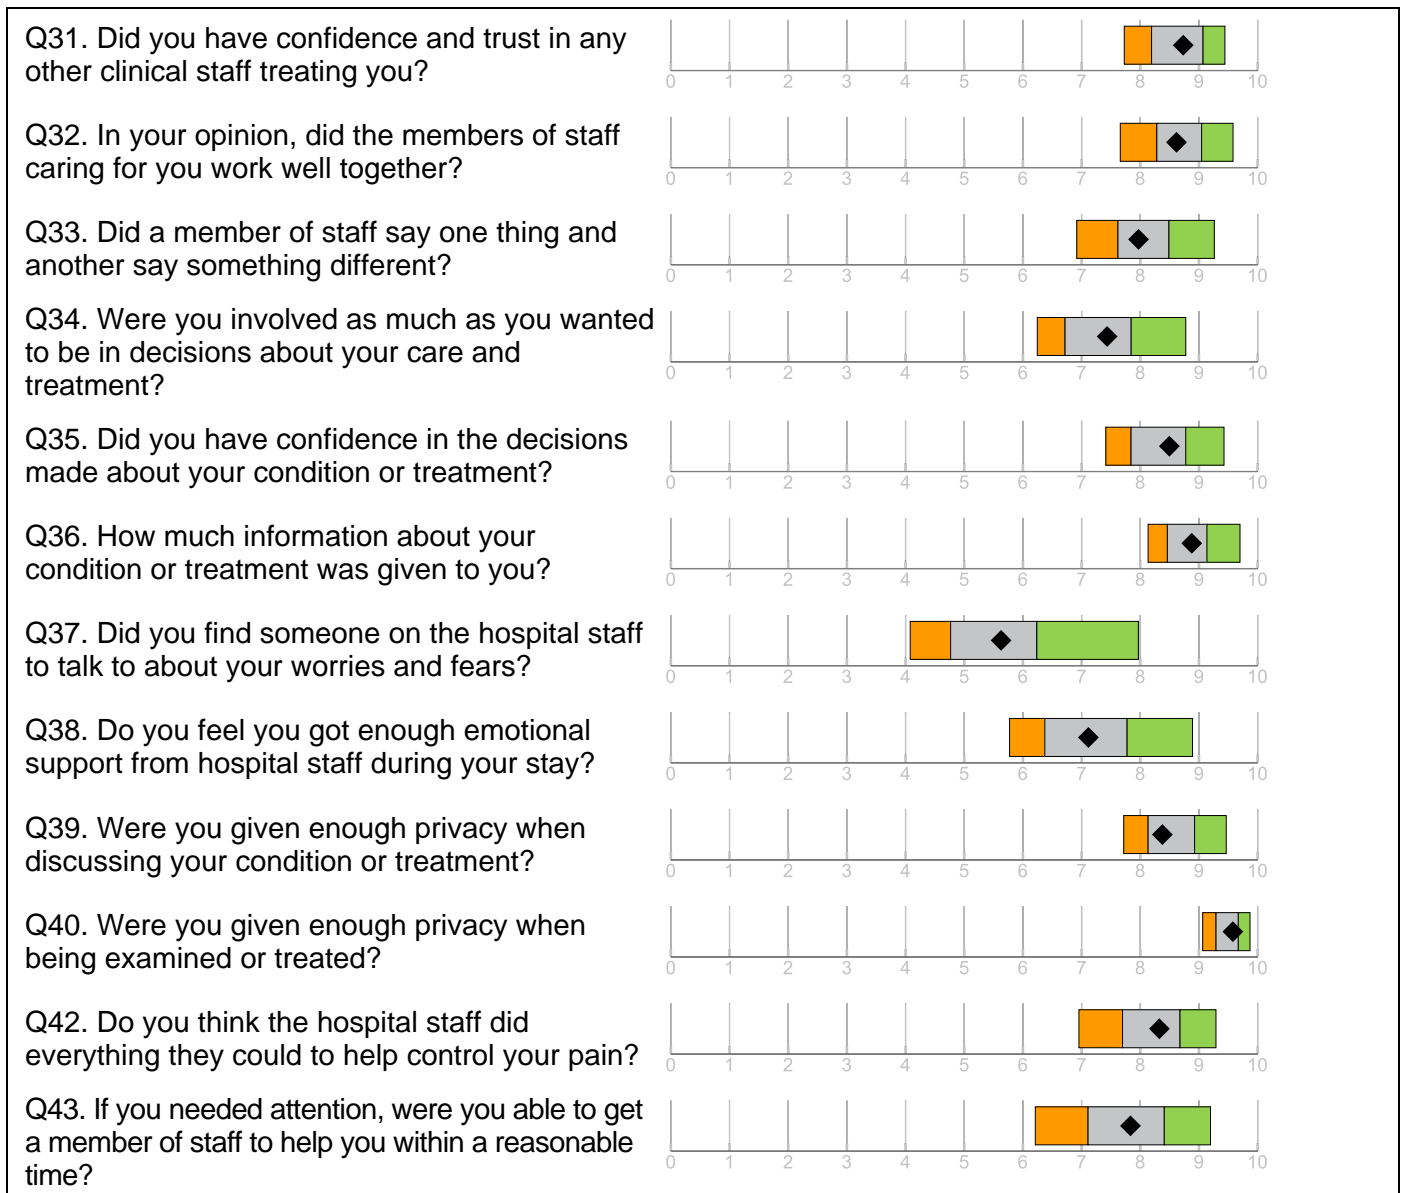 Q31. Did you have confidence and trust in any
other clinical staff treating you?
0 1 2 3 4 5 6 7 8 9 10
Q32. In your opinion, did the members of staff
caring for you work well together?
0 1 2 3 4 5 6 7 8 9 10
Q33. Did a member of staff say one thing and
another say something different?
0 1 2 3 4 5 6 7 8 9 10
Q34. Were you involved as much as you wanted
to be in decisions about your care and
treatment?
0 1 2 3 4 5 6 7 8 9 10
Q35. Did you have confidence in the decisions
made about your condition or treatment?
0 1 2 3 4 5 6 7 8 9 10
Q36. How much information about your
condition or treatment was given to you?
0 1 2 3 4 5 6 7 8 9 10
Q37. Did you find someone on the hospital staff
to talk to about your worries and fears?
0 1 2 3 4 5 6 7 8 9 10
Q38. Do you feel you got enough emotional
support from hospital staff during your stay?
0 1 2 3 4 5 6 7 8 9 10
Q39. Were you given enough privacy when
discussing your condition or treatment?
0 1 2 3 4 5 6 7 8 9 10
Q40. Were you given enough privacy when
being examined or treated?
0 1 2 3 4 5 6 7 8 9 10
Q42. Do you think the hospital staff did
everything they could to help control your pain?
0 1 2 3 4 5 6 7 8 9 10
Q43. If you needed attention, were you able to get
a member of staff to help you within a reasonable
time?
0 1 2 3 4 5 6 7 8 9 10